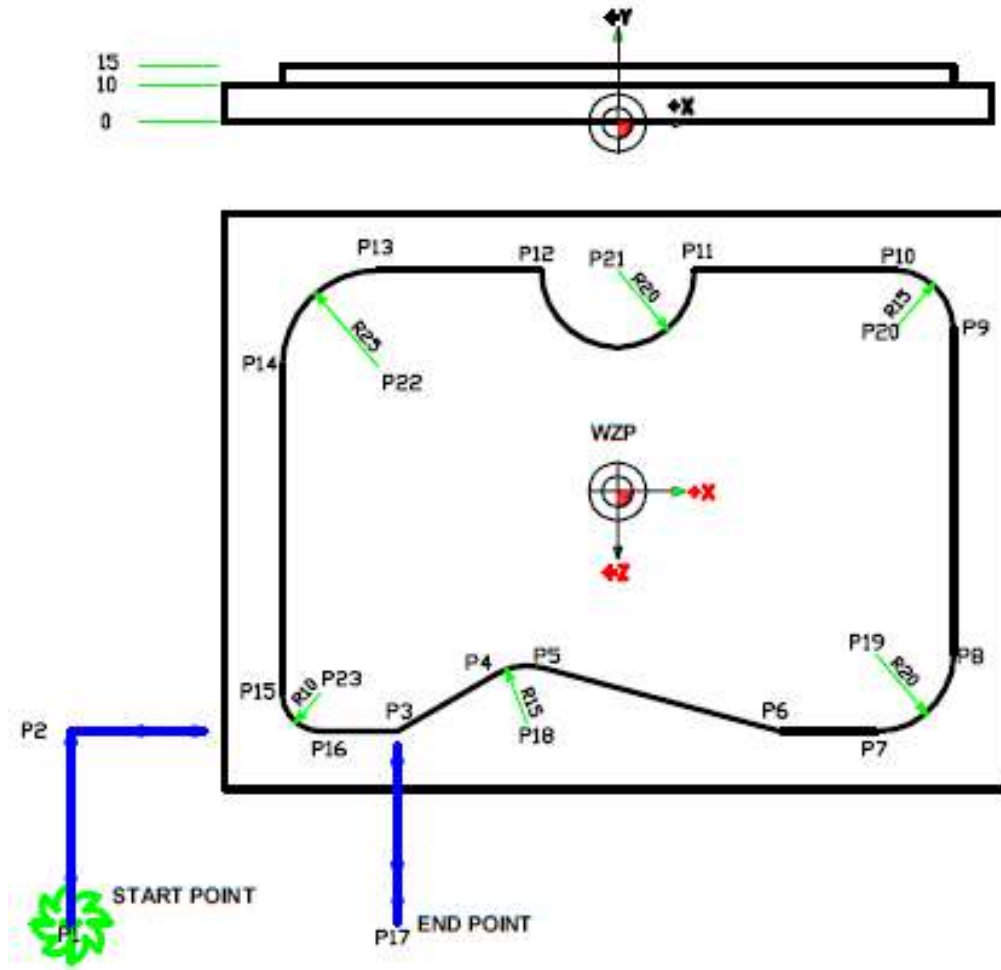 +Y
15
10
0
+X
P13
P12
P21
P11
P10
R20
R15
R25
P20
P9
P14
P22
WZP
+X
+Z
P19
P8
P4
P5
P15
P23
R10
R15
R20
P2
P3
P18
P6
P16
P7
START POINT
P1
P17
END POINT